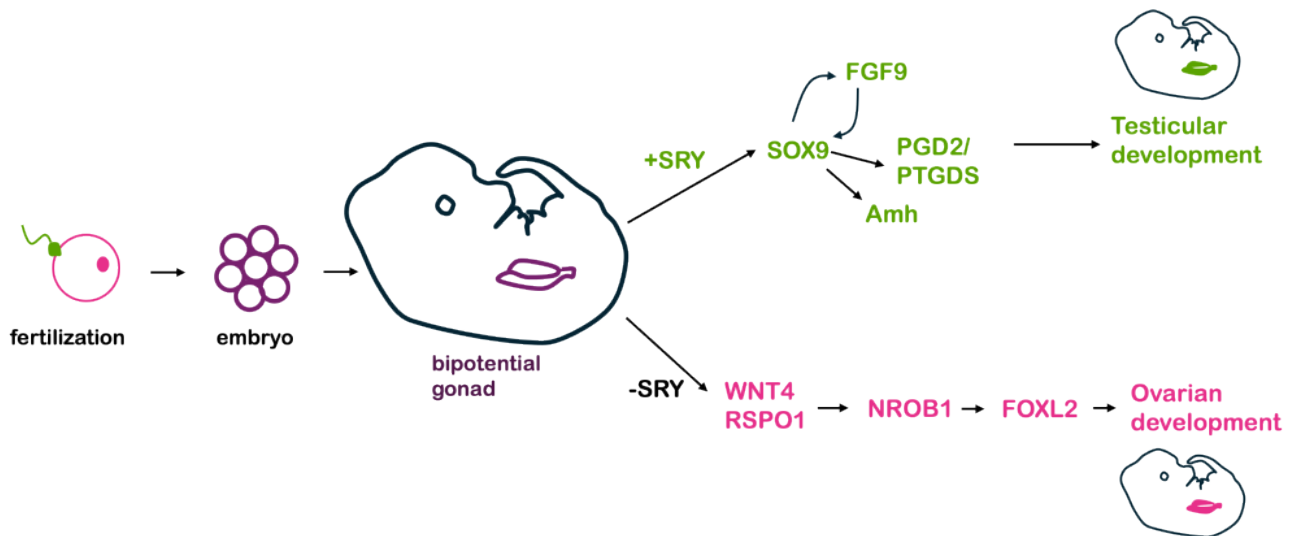 fertilization
embryo
bipotential
gonad
+SRY
SOX9
FGF9
PGD2/
PTGDS
Amh
Testicular
development
-SRY
WNT4
RSPO1
NROB1
FOXL2
Ovarian
development